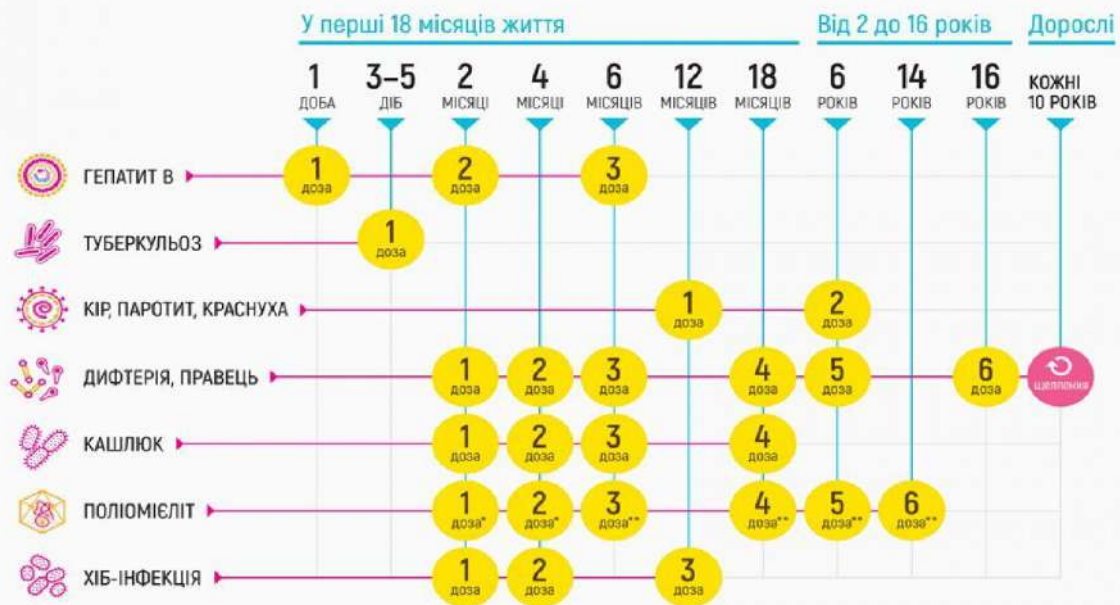 У перші 18 місяців життя Від 2 до 16 років Дорослі
1 3–5 2 4 6 12 18 6 14 16 КОЖНІ
ДОБА ДІБ МІСЯЦІ МІСЯЦІ МІСЯЦІВ МІСЯЦІВ МІСЯЦІВ РОКІВ РОКІВ РОКІВ 10 РОКІВ
ГЕПАТИТ В 1 доза 2 доза 3 доза
ТУБЕРКУЛЬОЗ 1 доза
КІР, ПАРОТИТ, КРАСНУХА 1 доза 2 доза
ДИФТЕРІЯ, ПРАВЕЦЬ 1 доза 2 доза 3 доза 4 доза 5 доза 6 доза щеплення
КАШЛЮК 1 доза 2 доза 3 доза 4 доза
ПОЛІОМІЄЛІТ 1 доза* 2 доза* 3 доза** 4 доза** 5 доза** 6 доза**
ХІБ-ІНФЕКЦІЯ 1 доза 2 доза 3 доза